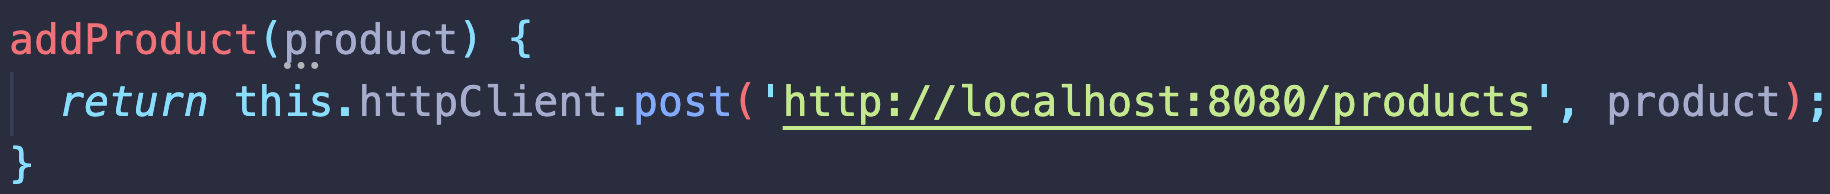 addProduct(product) {
  return this.httpClient.post('http://localhost:8080/products', product);
}